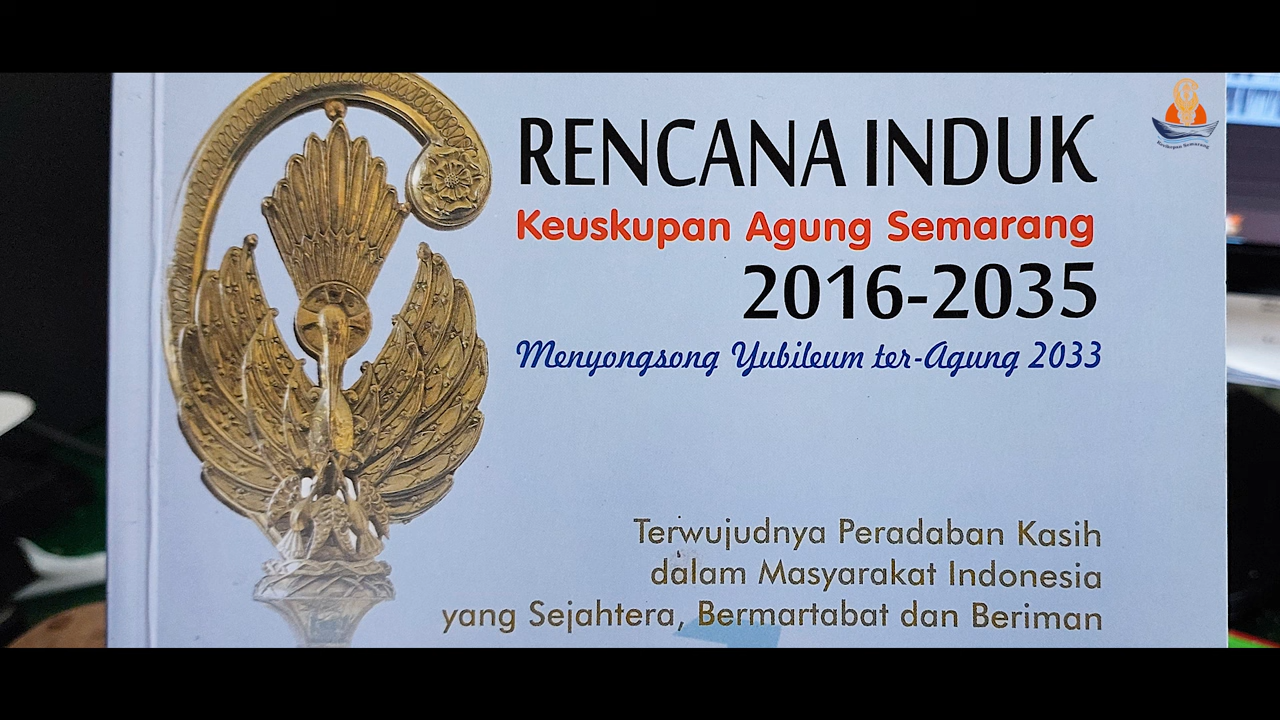 RENCANA INDUK
Keuskupan Agung Semarang
2016-2035
Menyongsong Yubileum ter-Agung 2033
Terwujudnya Peradaban Kasih
dalam Masyarakat Indonesia
yang Sejahtera, Bermartabat dan Beriman